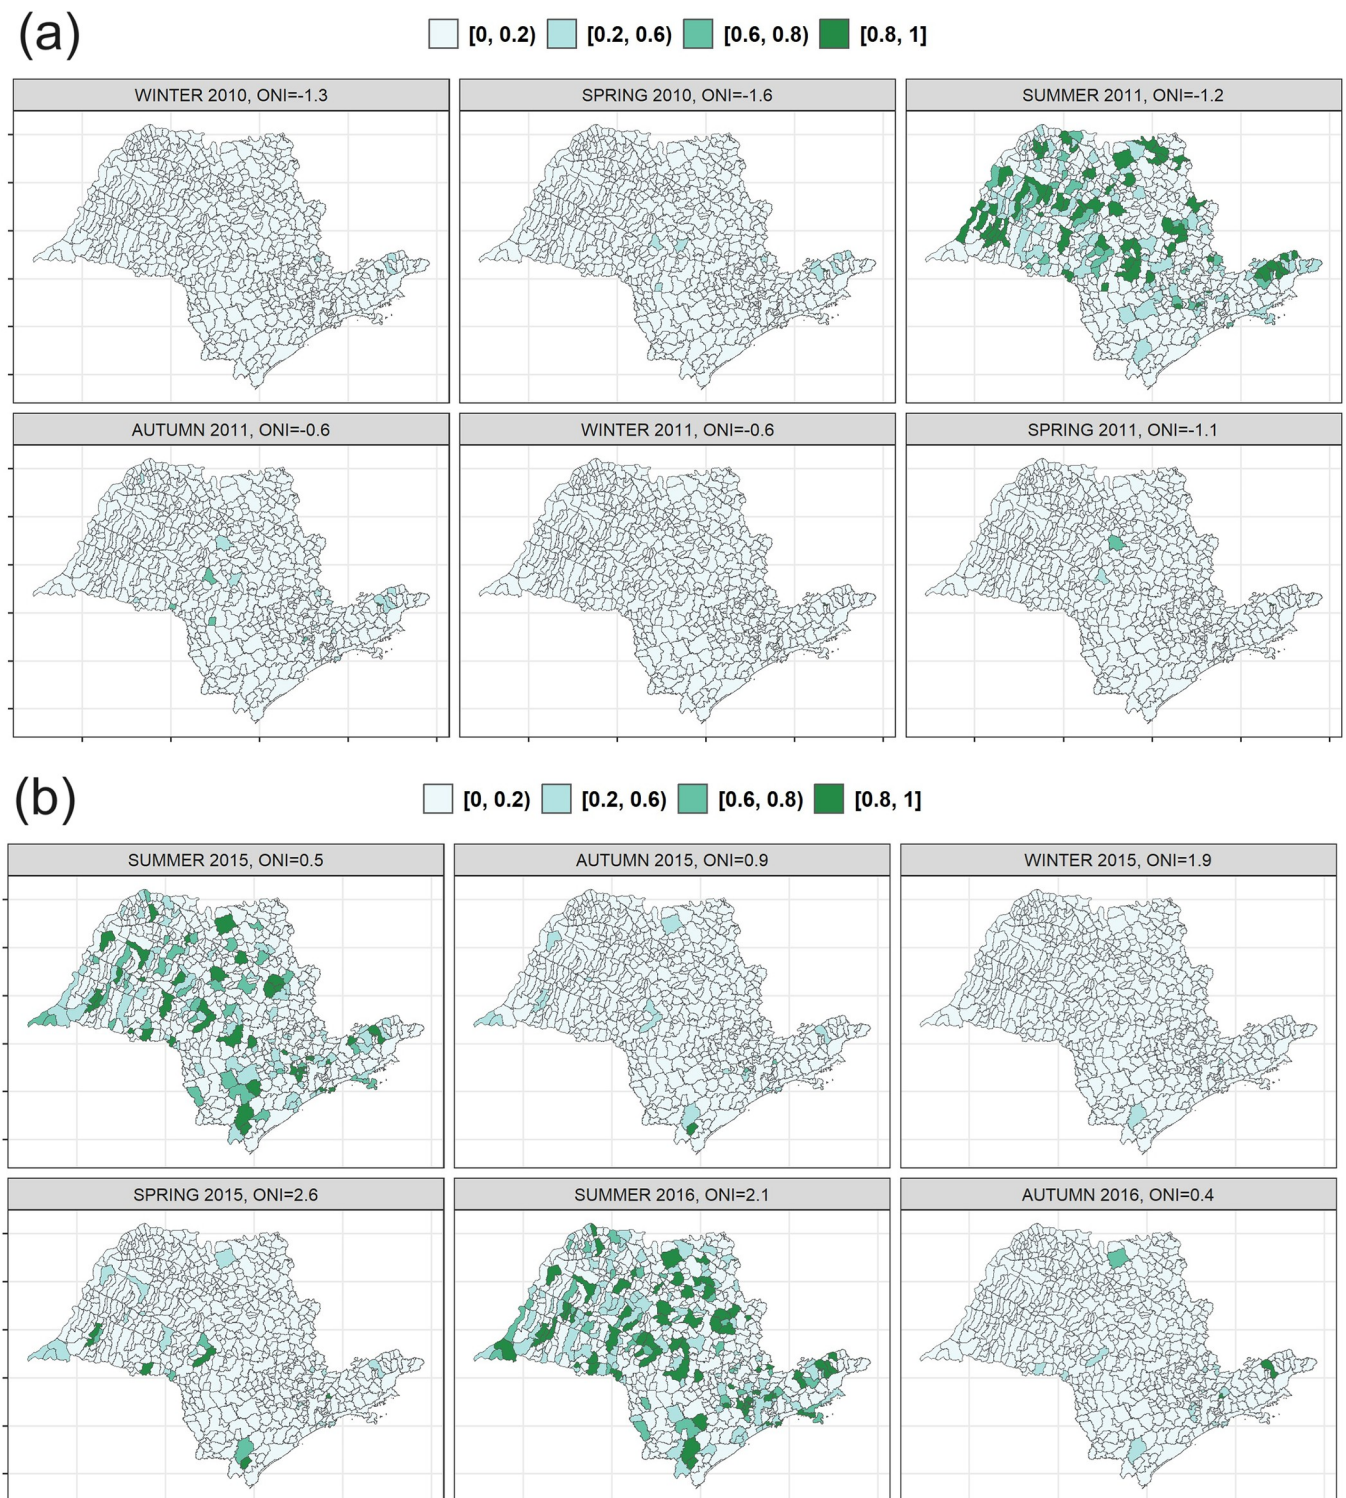 (a)
[0, 0.2) [0.2, 0.6) [0.6, 0.8) [0.8, 1]
WINTER 2010, ONI=-1.3 SPRING 2010, ONI=-1.6 SUMMER 2011, ONI=-1.2
AUTUMN 2011, ONI=-0.6 WINTER 2011, ONI=-0.6 SPRING 2011, ONI=-1.1
(b)
[0, 0.2) [0.2, 0.6) [0.6, 0.8) [0.8, 1]
SUMMER 2015, ONI=0.5 AUTUMN 2015, ONI=0.9 WINTER 2015, ONI=1.9
SPRING 2015, ONI=2.6 SUMMER 2016, ONI=2.1 AUTUMN 2016, ONI=0.4